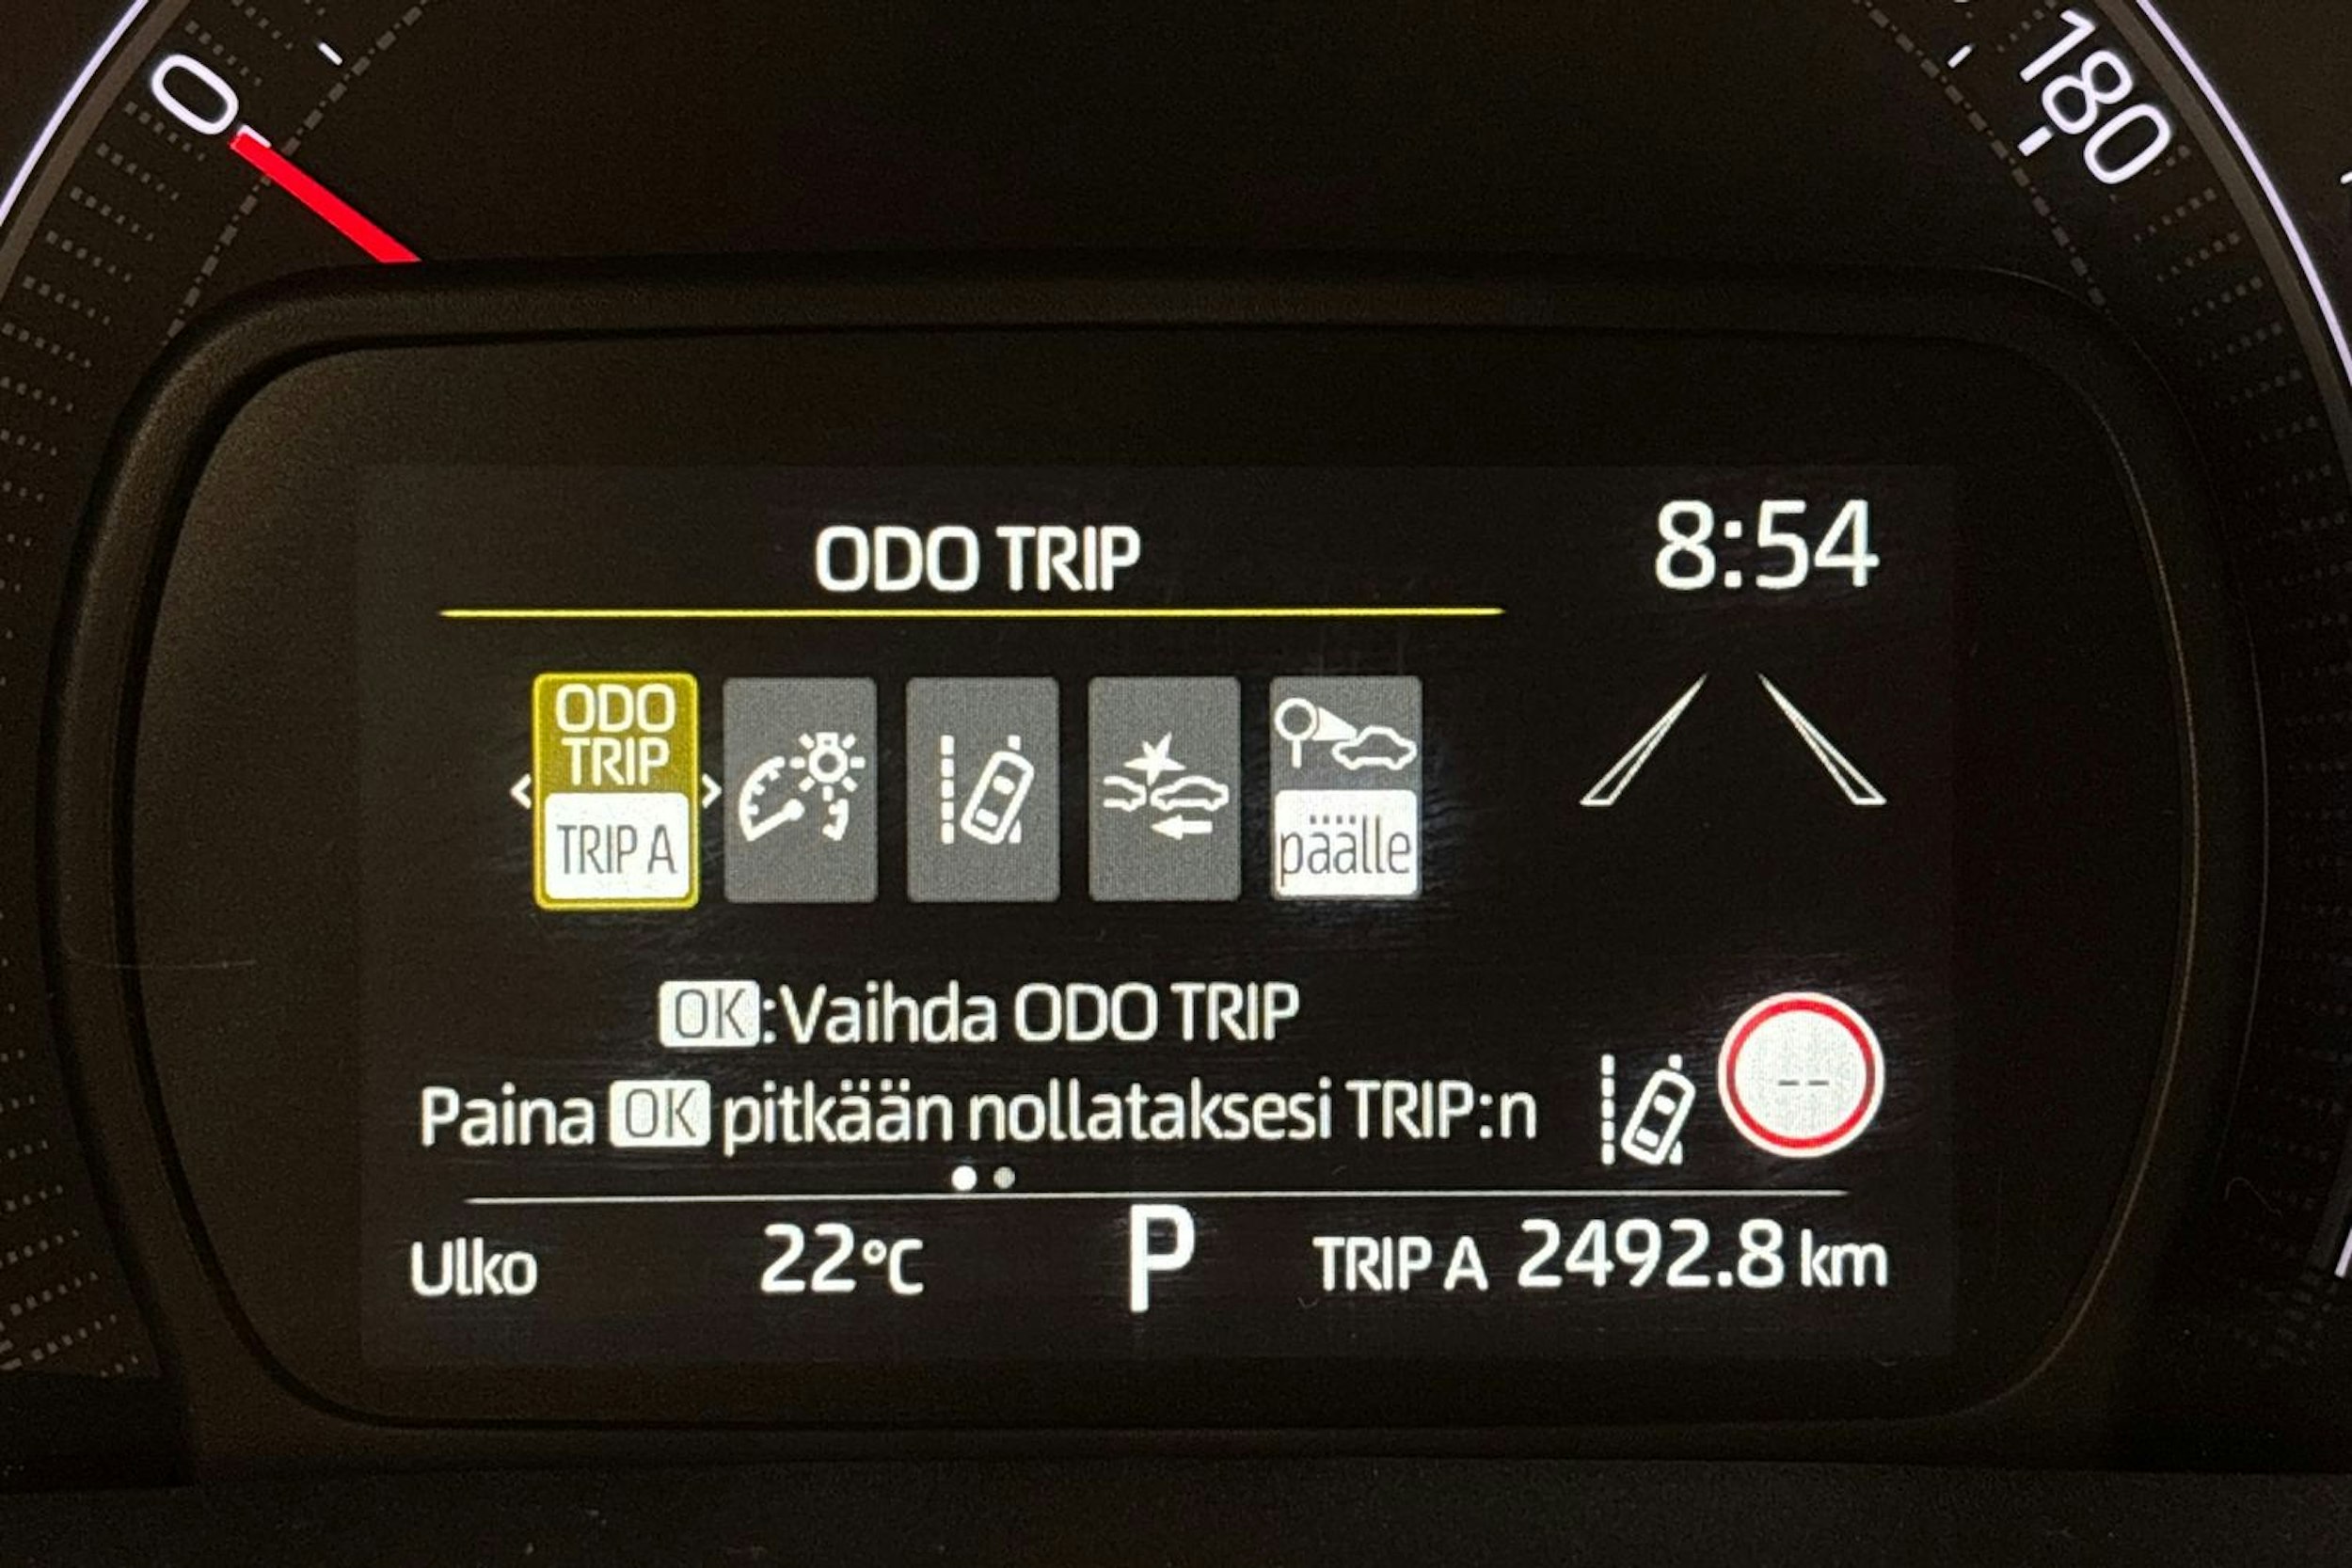 0
180
ODO TRIP
8:54
ODO
TRIP
TRIP A
päälle
OK:Vaihda ODO TRIP
Paina OK pitkään nollataksesi TRIP:n
--
Ulko 22°C P TRIP A 2492.8 km